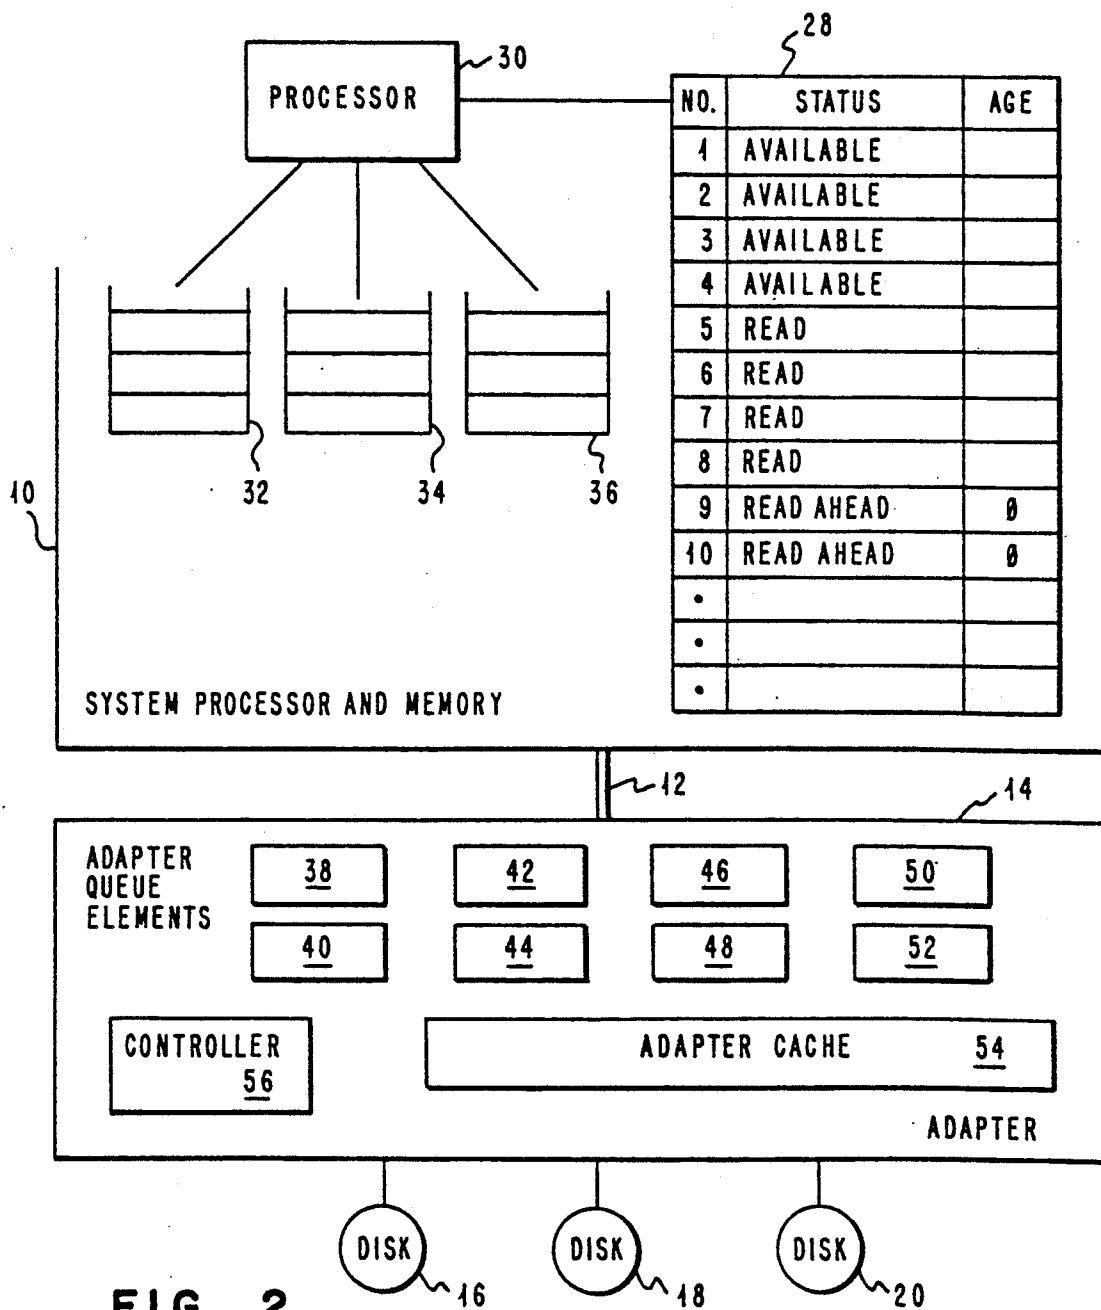 28
30
PROCESSOR
NO. STATUS AGE
1 AVAILABLE
2 AVAILABLE
3 AVAILABLE
4 AVAILABLE
5 READ
6 READ
7 READ
8 READ
9 READ AHEAD 0
10 READ AHEAD 0
•
•
•
32
34
36
10
SYSTEM PROCESSOR AND MEMORY
12
14
ADAPTER
QUEUE
ELEMENTS
38 42 46 50
40 44 48 52
CONTROLLER
56
ADAPTER CACHE 54
ADAPTER
DISK DISK DISK
16 18 20
FIG. 2